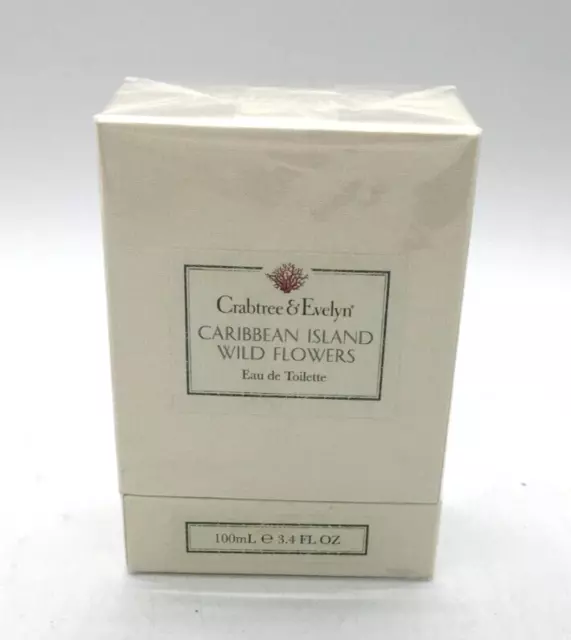 Crabtree & Evelyn®
CARIBBEAN ISLAND
WILD FLOWERS
Eau de Toilette
100mL ℮ 3.4 FL OZ